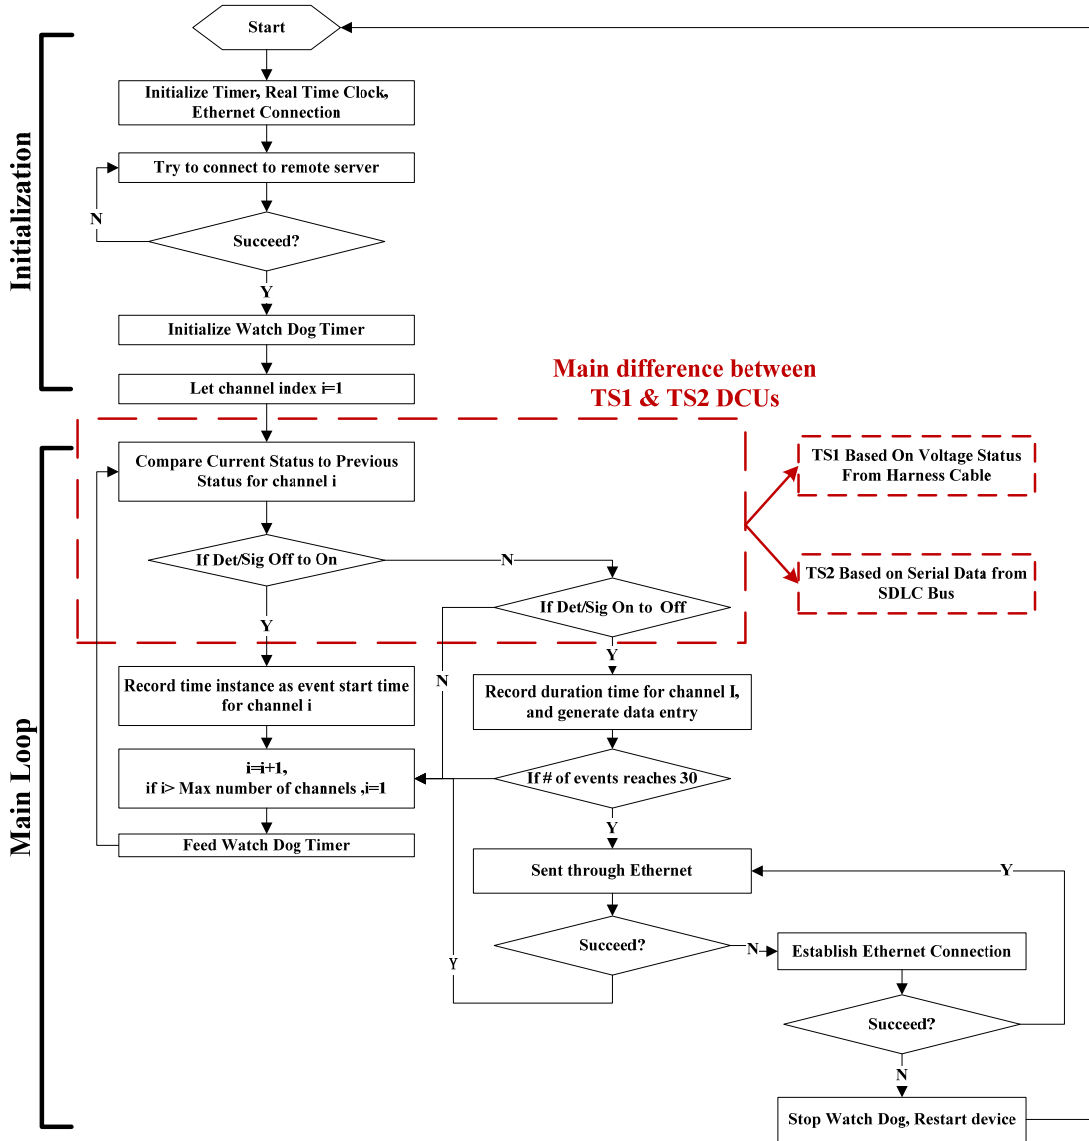 Start
Initialization
Initialize Timer, Real Time Clock,
Ethernet Connection
Try to connect to remote server
N
Succeed?
Y
Initialize Watch Dog Timer
Let channel index i=1
Main difference between
TS1 & TS2 DCUs
Main Loop
Compare Current Status to Previous
Status for channel i
TS1 Based On Voltage Status
From Harness Cable
If Det/Sig Off to On
N
TS2 Based on Serial Data from
SDLC Bus
If Det/Sig On to Off
Y
Y
N
Record time instance as event start time
for channel i
Record duration time for channel I,
and generate data entry
i=i+1,
if i> Max number of channels ,i=1
If # of events reaches 30
Y
Feed Watch Dog Timer
Sent through Ethernet
Y
Succeed?
N
Y
Establish Ethernet Connection
Succeed?
N
Stop Watch Dog, Restart device